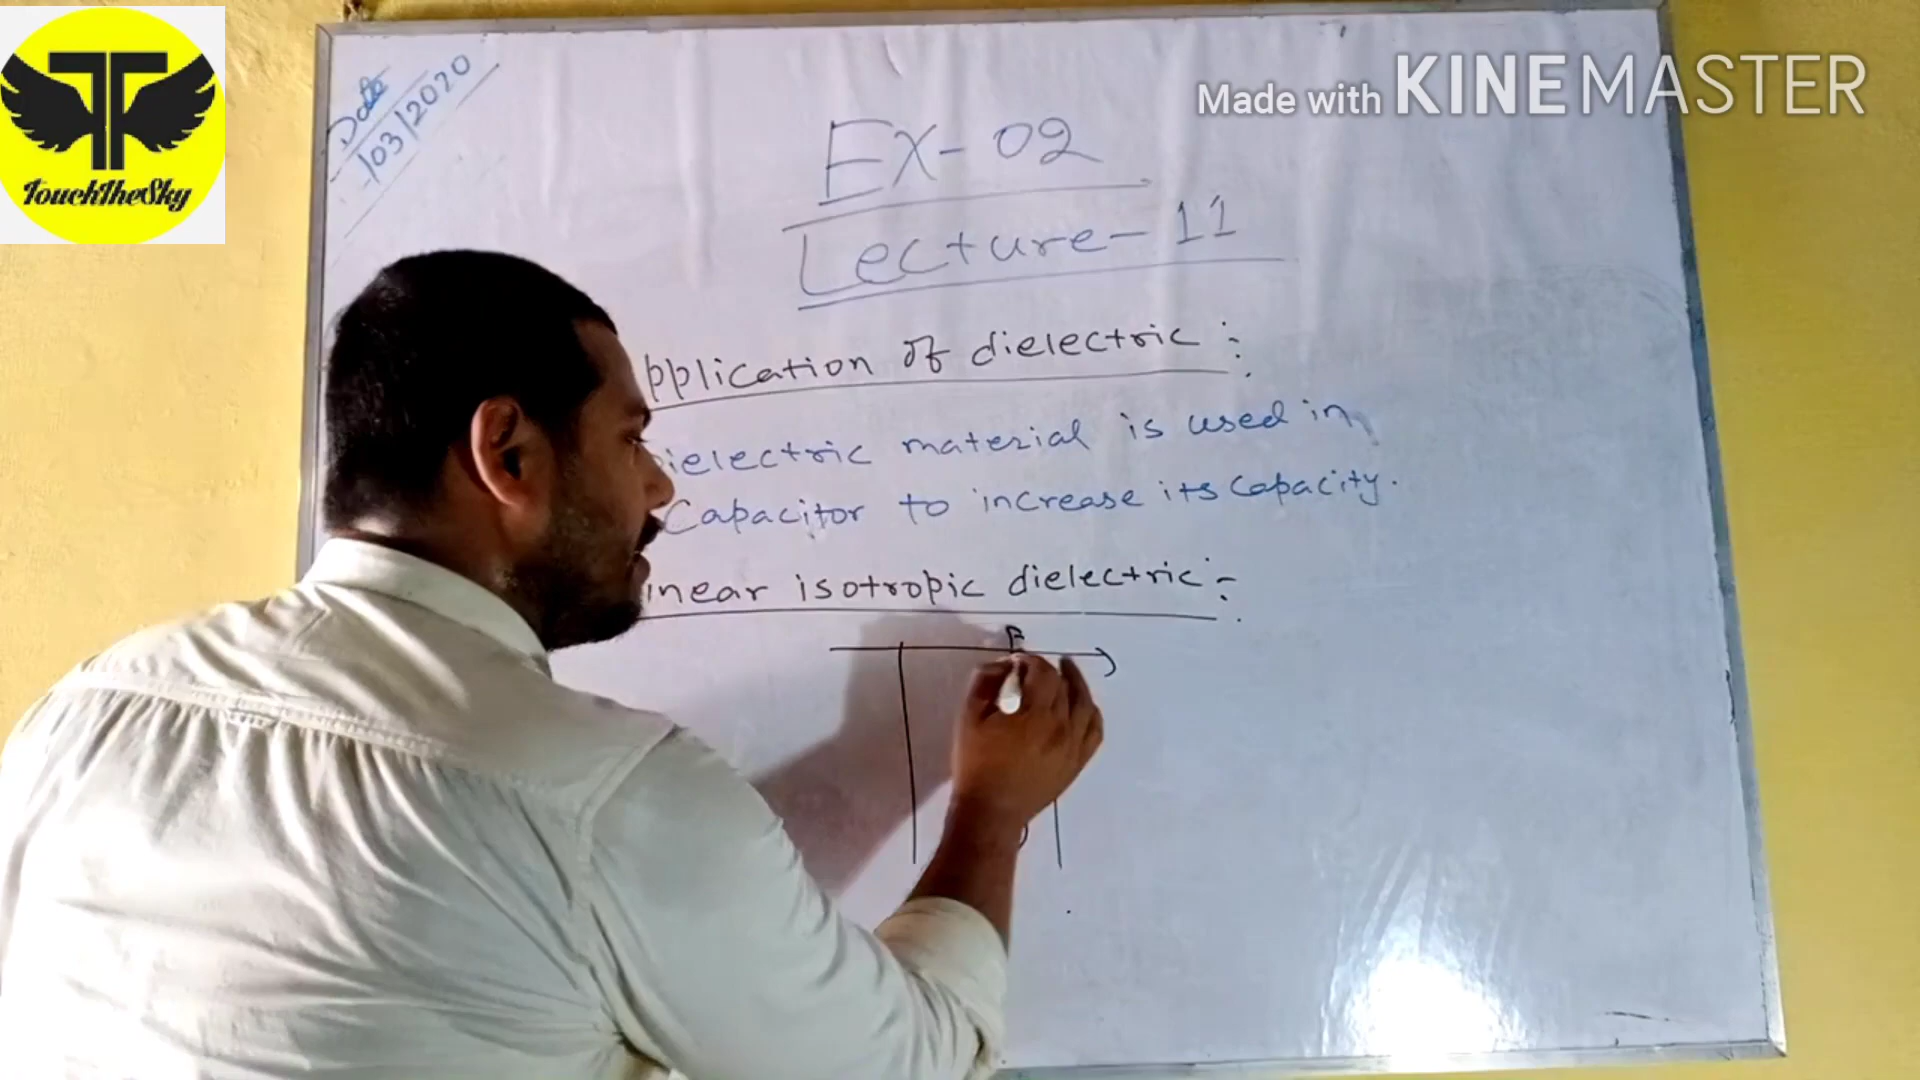 TouchTheSky
Made with KINEMASTER
Date
/03/2020
Ex-02
Lecture-11
pplication of dielectric:-
ielectric material is used in
Capacitor to increase its capacity.
inear isotropic dielectric:-
E